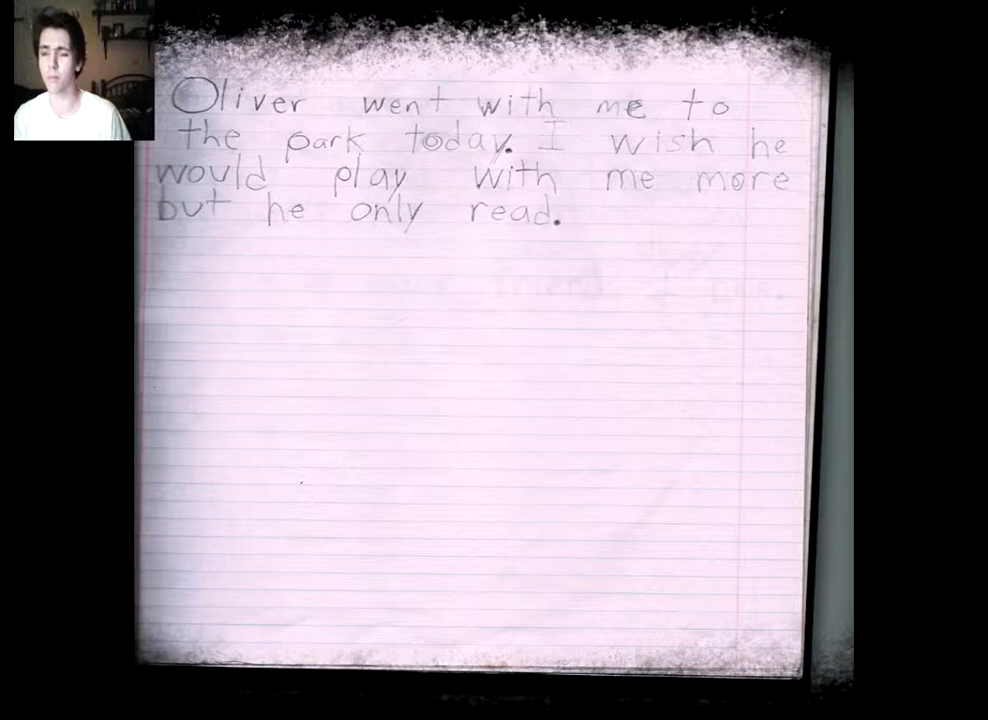 Oliver went with me to
the park today. I wish he
would play with me more
but he only read.